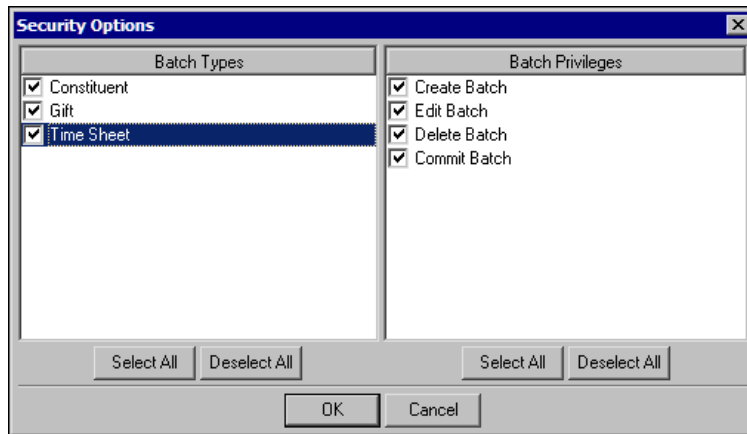 Security Options
Batch Types
Constituent
Gift
Time Sheet
Batch Privileges
Create Batch
Edit Batch
Delete Batch
Commit Batch
Select All Deselect All Select All Deselect All
OK Cancel